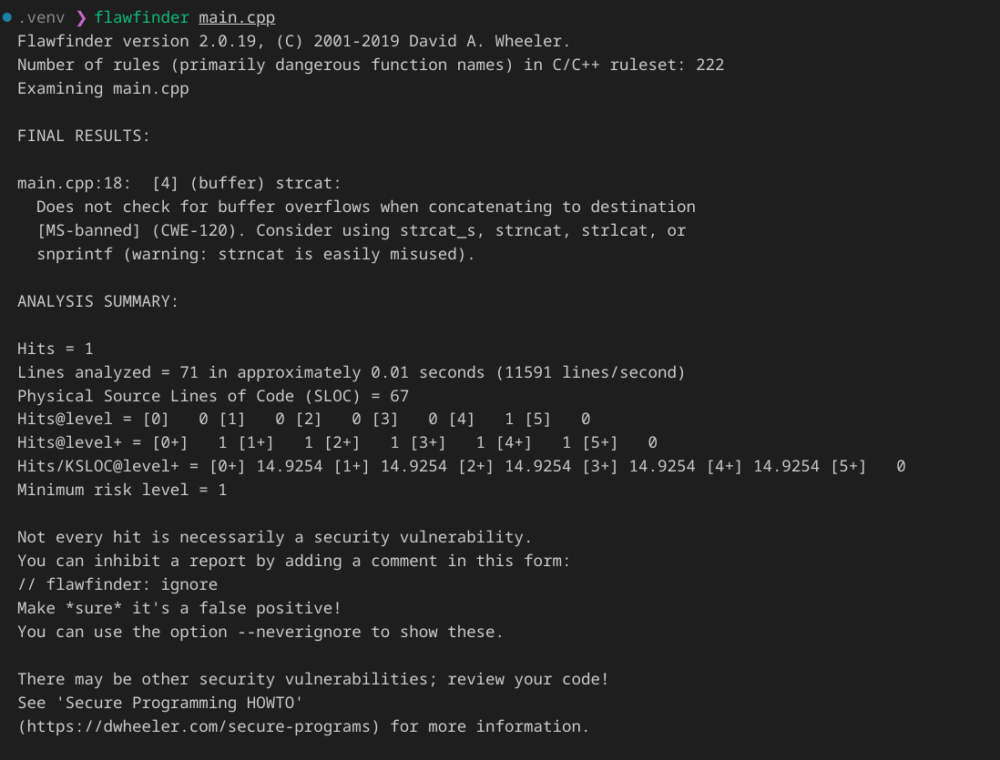 .venv ❯ flawfinder main.cpp
Flawfinder version 2.0.19, (C) 2001-2019 David A. Wheeler.
Number of rules (primarily dangerous function names) in C/C++ ruleset: 222
Examining main.cpp

FINAL RESULTS:

main.cpp:18:  [4] (buffer) strcat:
  Does not check for buffer overflows when concatenating to destination
  [MS-banned] (CWE-120). Consider using strcat_s, strncat, strlcat, or
  snprintf (warning: strncat is easily misused).

ANALYSIS SUMMARY:

Hits = 1
Lines analyzed = 71 in approximately 0.01 seconds (11591 lines/second)
Physical Source Lines of Code (SLOC) = 67
Hits@level = [0]   0 [1]   0 [2]   0 [3]   0 [4]   1 [5]   0
Hits@level+ = [0+]   1 [1+]   1 [2+]   1 [3+]   1 [4+]   1 [5+]   0
Hits/KSLOC@level+ = [0+] 14.9254 [1+] 14.9254 [2+] 14.9254 [3+] 14.9254 [4+] 14.9254 [5+]   0
Minimum risk level = 1

Not every hit is necessarily a security vulnerability.
You can inhibit a report by adding a comment in this form:
// flawfinder: ignore
Make *sure* it's a false positive!
You can use the option --neverignore to show these.

There may be other security vulnerabilities; review your code!
See 'Secure Programming HOWTO'
(https://dwheeler.com/secure-programs) for more information.